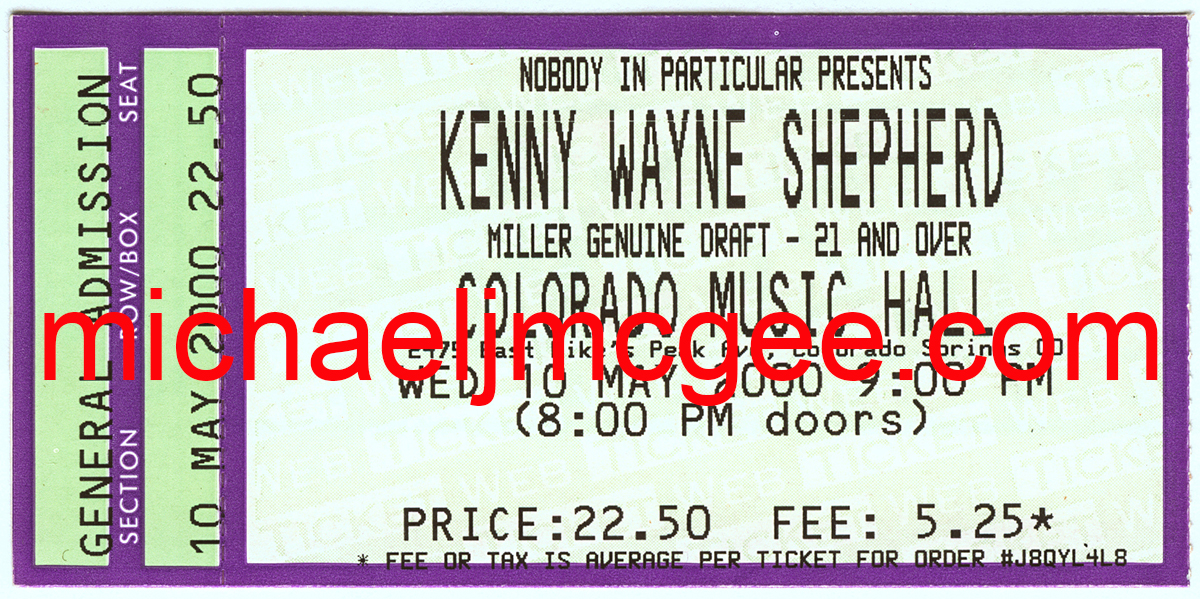 GENERAL ADMISSION
SECTION ROW/BOX SEAT
10 MAY 2000 22.50
NOBODY IN PARTICULAR PRESENTS
KENNY WAYNE SHEPHERD
MILLER GENUINE DRAFT - 21 AND OVER
COLORADO MUSIC HALL
michaeljmcgee.com
2475 East Pike's Peak Ave, Colorado Springs CO
WED 10 MAY 2000 9:00 PM
(8:00 PM doors)
PRICE:22.50 FEE: 5.25*
* FEE OR TAX IS AVERAGE PER TICKET FOR ORDER #J8QYL4L8